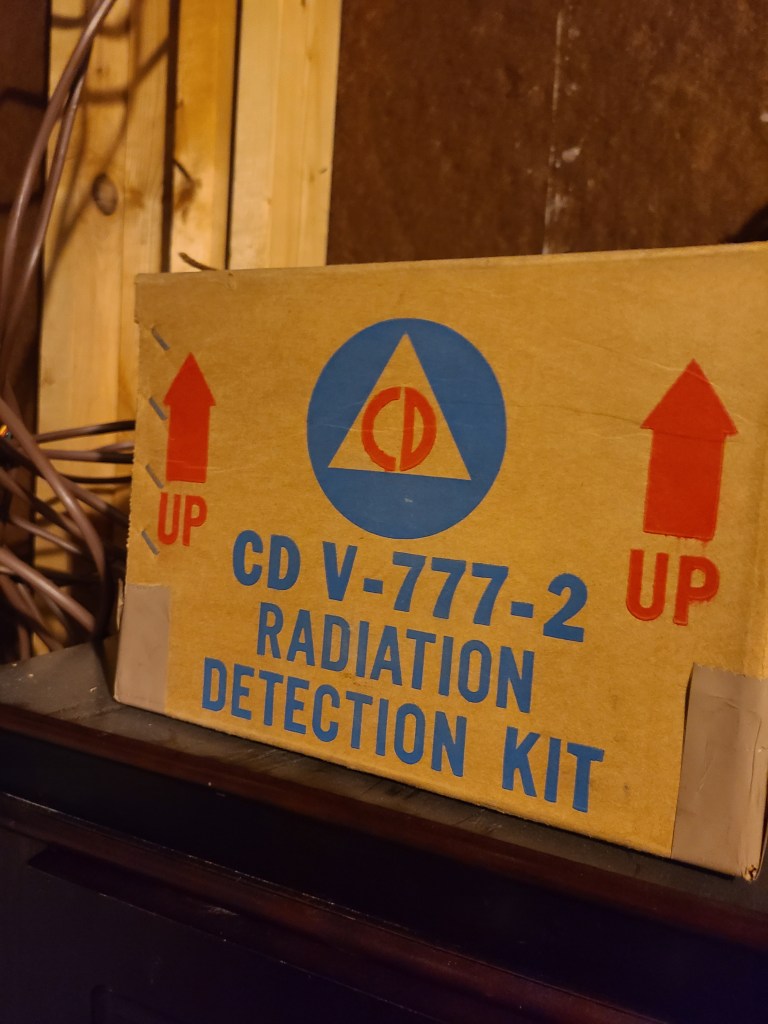 CD
UP
UP
CD V-777-2
RADIATION
DETECTION KIT